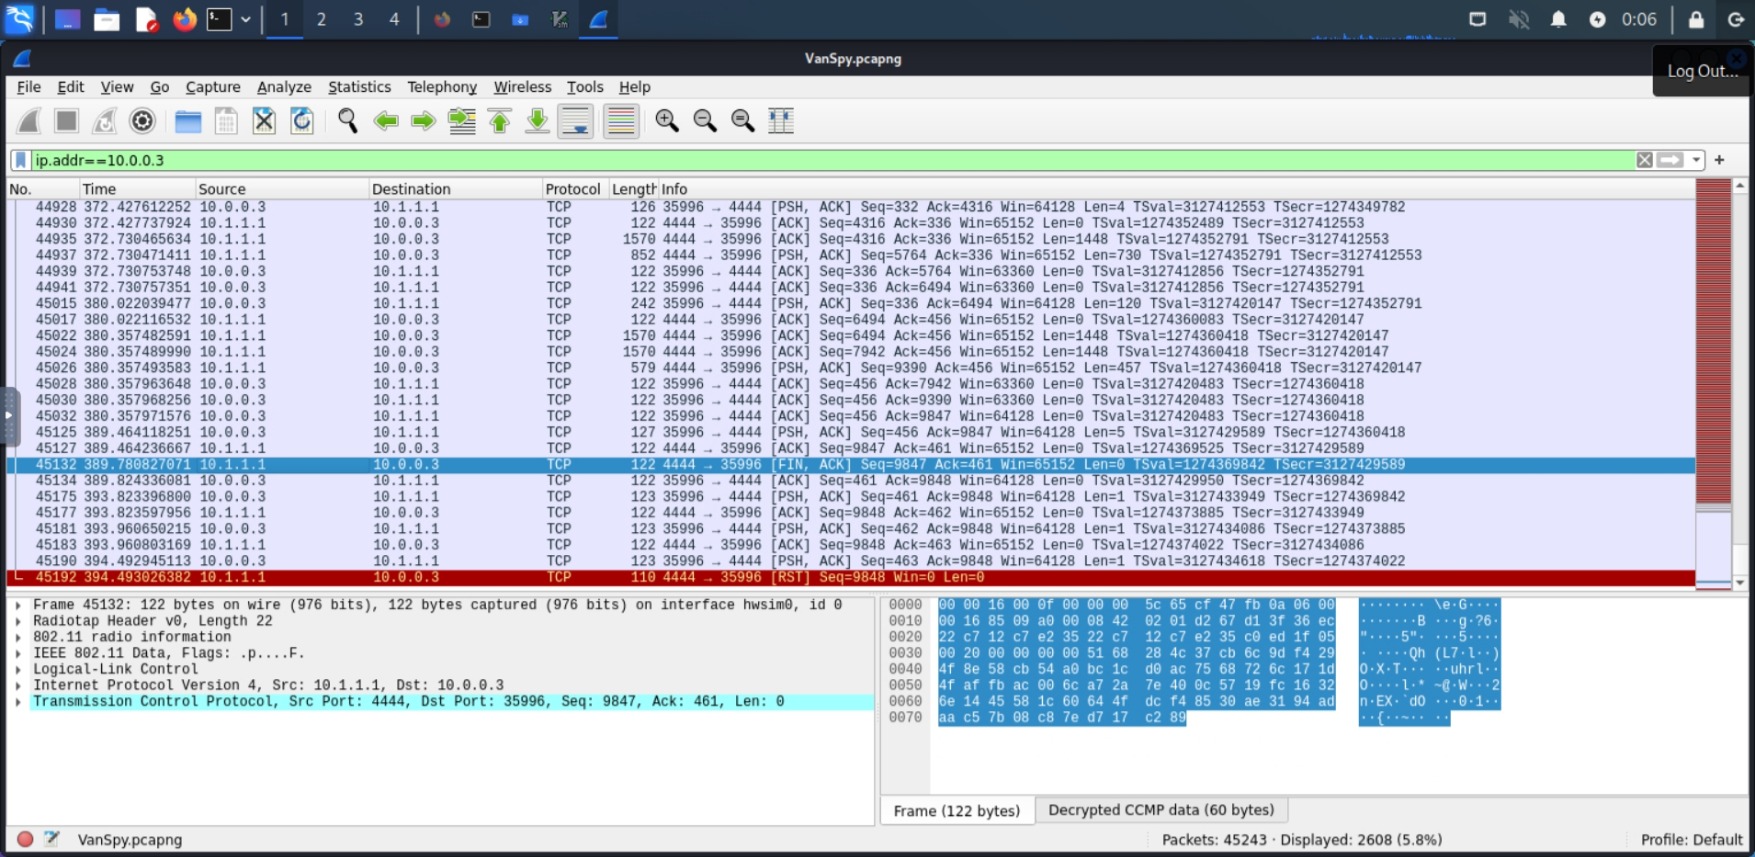 1 2 3 4 0:06
VanSpy.pcapng
Log Out...
File Edit View Go Capture Analyze Statistics Telephony Wireless Tools Help
ip.addr==10.0.0.3
No. Time Source Destination Protocol Length Info
44928 372.427612252 10.0.0.3 10.1.1.1 TCP 126 35996 → 4444 [PSH, ACK] Seq=332 Ack=4316 Win=64128 Len=4 TSval=3127412553 TSecr=1274349782
44930 372.427737924 10.1.1.1 10.0.0.3 TCP 122 4444 → 35996 [ACK] Seq=4316 Ack=336 Win=65152 Len=0 TSval=1274352489 TSecr=3127412553
44935 372.730465634 10.1.1.1 10.0.0.3 TCP 1570 4444 → 35996 [ACK] Seq=4316 Ack=336 Win=65152 Len=1448 TSval=1274352791 TSecr=3127412553
44937 372.730471411 10.1.1.1 10.0.0.3 TCP 852 4444 → 35996 [PSH, ACK] Seq=5764 Ack=336 Win=65152 Len=730 TSval=1274352791 TSecr=3127412553
44939 372.730753748 10.0.0.3 10.1.1.1 TCP 122 35996 → 4444 [ACK] Seq=336 Ack=5764 Win=63360 Len=0 TSval=3127412856 TSecr=1274352791
44941 372.730757351 10.0.0.3 10.1.1.1 TCP 122 35996 → 4444 [ACK] Seq=336 Ack=6494 Win=63360 Len=0 TSval=3127412856 TSecr=1274352791
45015 380.022039477 10.0.0.3 10.1.1.1 TCP 242 35996 → 4444 [PSH, ACK] Seq=336 Ack=6494 Win=64128 Len=120 TSval=3127420147 TSecr=1274352791
45017 380.022116532 10.1.1.1 10.0.0.3 TCP 122 4444 → 35996 [ACK] Seq=6494 Ack=456 Win=65152 Len=0 TSval=1274360083 TSecr=3127420147
45022 380.357482591 10.1.1.1 10.0.0.3 TCP 1570 4444 → 35996 [ACK] Seq=6494 Ack=456 Win=65152 Len=1448 TSval=1274360418 TSecr=3127420147
45024 380.357489990 10.1.1.1 10.0.0.3 TCP 1570 4444 → 35996 [ACK] Seq=7942 Ack=456 Win=65152 Len=1448 TSval=1274360418 TSecr=3127420147
45026 380.357493583 10.1.1.1 10.0.0.3 TCP 579 4444 → 35996 [PSH, ACK] Seq=9390 Ack=456 Win=65152 Len=457 TSval=1274360418 TSecr=3127420147
45028 380.357963648 10.0.0.3 10.1.1.1 TCP 122 35996 → 4444 [ACK] Seq=456 Ack=7942 Win=63360 Len=0 TSval=3127420483 TSecr=1274360418
45030 380.357968256 10.0.0.3 10.1.1.1 TCP 122 35996 → 4444 [ACK] Seq=456 Ack=9390 Win=63360 Len=0 TSval=3127420483 TSecr=1274360418
45032 380.357971576 10.0.0.3 10.1.1.1 TCP 122 35996 → 4444 [ACK] Seq=456 Ack=9847 Win=64128 Len=0 TSval=3127420483 TSecr=1274360418
45125 389.464118251 10.0.0.3 10.1.1.1 TCP 127 35996 → 4444 [PSH, ACK] Seq=456 Ack=9847 Win=64128 Len=5 TSval=3127429589 TSecr=1274360418
45127 389.464236667 10.1.1.1 10.0.0.3 TCP 122 4444 → 35996 [ACK] Seq=9847 Ack=461 Win=65152 Len=0 TSval=1274369525 TSecr=3127429589
45132 389.780827071 10.1.1.1 10.0.0.3 TCP 122 4444 → 35996 [FIN, ACK] Seq=9847 Ack=461 Win=65152 Len=0 TSval=1274369842 TSecr=3127429589
45134 389.824336081 10.0.0.3 10.1.1.1 TCP 122 35996 → 4444 [ACK] Seq=461 Ack=9848 Win=64128 Len=0 TSval=3127429950 TSecr=1274369842
45175 393.823396800 10.0.0.3 10.1.1.1 TCP 123 35996 → 4444 [PSH, ACK] Seq=461 Ack=9848 Win=64128 Len=1 TSval=3127433949 TSecr=1274369842
45177 393.823597956 10.1.1.1 10.0.0.3 TCP 122 4444 → 35996 [ACK] Seq=9848 Ack=462 Win=65152 Len=0 TSval=1274373885 TSecr=3127433949
45181 393.960650215 10.0.0.3 10.1.1.1 TCP 123 35996 → 4444 [PSH, ACK] Seq=462 Ack=9848 Win=64128 Len=1 TSval=3127434086 TSecr=1274373885
45183 393.960803169 10.1.1.1 10.0.0.3 TCP 122 4444 → 35996 [ACK] Seq=9848 Ack=463 Win=65152 Len=0 TSval=1274374022 TSecr=3127434086
45190 394.492945113 10.0.0.3 10.1.1.1 TCP 123 35996 → 4444 [PSH, ACK] Seq=463 Ack=9848 Win=64128 Len=1 TSval=3127434618 TSecr=1274374022
45192 394.493026382 10.1.1.1 10.0.0.3 TCP 110 4444 → 35996 [RST] Seq=9848 Win=0 Len=0
Frame 45132: 122 bytes on wire (976 bits), 122 bytes captured (976 bits) on interface hwsim0, id 0
Radiotap Header v0, Length 22
802.11 radio information
IEEE 802.11 Data, Flags: .p....F.
Logical-Link Control
Internet Protocol Version 4, Src: 10.1.1.1, Dst: 10.0.0.3
Transmission Control Protocol, Src Port: 4444, Dst Port: 35996, Seq: 9847, Ack: 461, Len: 0
0000 00 00 16 00 0f 00 00 00 5c 65 cf 47 fb 0a 06 00 ········ \e·G····
0010 00 16 85 09 a0 00 08 42 02 01 d2 67 d1 3f 36 ec ·······B ···g·?6·
0020 22 c7 12 c7 e2 35 22 c7 12 c7 e2 35 c0 ed 1f 05 "····5"· ···5····
0030 00 20 00 00 00 00 51 68 28 4c 37 cb 6c 9d f4 29 · ····Qh (L7·l··)
0040 4f 8e 58 cb 54 a0 bc 1c d0 ac 75 68 72 6c 17 1d O·X·T··· ··uhrl··
0050 4f af fb ac 00 6c a7 2a 7e 40 0c 57 19 fc 16 32 O····l·* ~@·W···2
0060 6e 14 45 58 1c 60 64 4f dc f4 85 30 ae 31 94 ad n·EX·`dO ···0·1··
0070 aa c5 7b 08 c8 7e d7 17 c2 89 ··{··~·· ··
Frame (122 bytes) Decrypted CCMP data (60 bytes)
VanSpy.pcapng Packets: 45243 · Displayed: 2608 (5.8%) Profile: Default